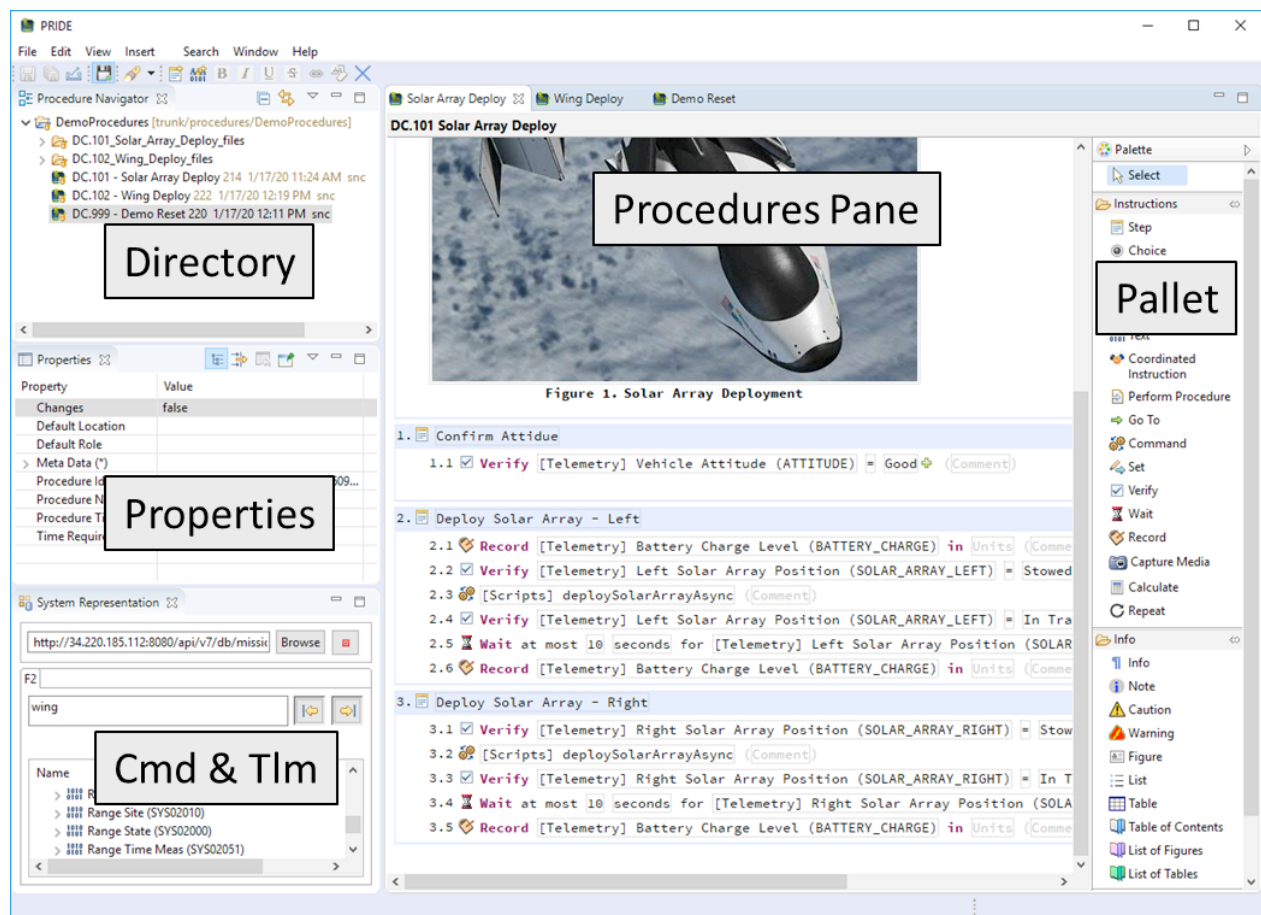 PRIDE
File Edit View Insert Search Window Help
B I U S
Procedure Navigator
DemoProcedures [trunk/procedures/DemoProcedures]
DC.101_Solar_Array_Deploy_files
DC.102_Wing_Deploy_files
DC.101 - Solar Array Deploy 214 1/17/20 11:24 AM snc
DC.102 - Wing Deploy 222 1/17/20 12:19 PM snc
DC.999 - Demo Reset 220 1/17/20 12:11 PM snc
Directory
Properties
Property Value
Changes false
Default Location
Default Role
Meta Data (*)
Procedure Id 509...
Procedure N
Procedure Ti
Time Require
Properties
System Representation
http://34.220.185.112:8080/api/v7/db/missic Browse
F2
wing
Name
Cmd & Tlm
R
Range Site (SYS02010)
Range State (SYS02000)
Range Time Meas (SYS02051)
Solar Array Deploy Wing Deploy Demo Reset
DC.101 Solar Array Deploy
Procedures Pane
Figure 1. Solar Array Deployment
1. Confirm Attidue
1.1 Verify [Telemetry] Vehicle Attitude (ATTITUDE) = Good (Comment)
2. Deploy Solar Array - Left
2.1 Record [Telemetry] Battery Charge Level (BATTERY_CHARGE) in Units (Comme
2.2 Verify [Telemetry] Left Solar Array Position (SOLAR_ARRAY_LEFT) = Stowed
2.3 [Scripts] deploySolarArrayAsync (Comment)
2.4 Verify [Telemetry] Left Solar Array Position (SOLAR_ARRAY_LEFT) = In Tra
2.5 Wait at most 10 seconds for [Telemetry] Left Solar Array Position (SOLAR
2.6 Record [Telemetry] Battery Charge Level (BATTERY_CHARGE) in Units (Comme
3. Deploy Solar Array - Right
3.1 Verify [Telemetry] Right Solar Array Position (SOLAR_ARRAY_RIGHT) = Stow
3.2 [Scripts] deploySolarArrayAsync (Comment)
3.3 Verify [Telemetry] Right Solar Array Position (SOLAR_ARRAY_RIGHT) = In T
3.4 Wait at most 10 seconds for [Telemetry] Right Solar Array Position (SOLA
3.5 Record [Telemetry] Battery Charge Level (BATTERY_CHARGE) in Units (Comme
Palette
Select
Instructions
Step
Choice
Pallet
Text
Coordinated
Instruction
Perform Procedure
Go To
Command
Set
Verify
Wait
Record
Capture Media
Calculate
Repeat
Info
Info
Note
Caution
Warning
Figure
List
Table
Table of Contents
List of Figures
List of Tables